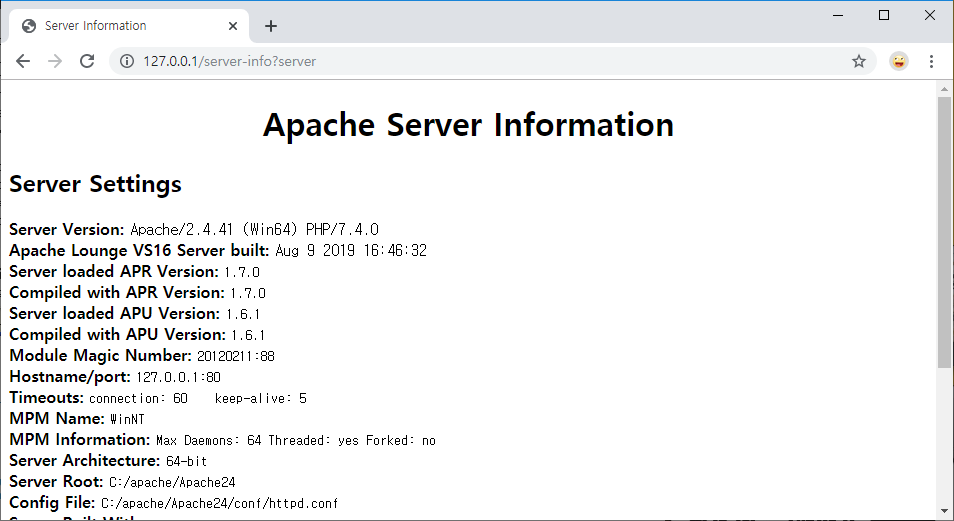 Server Information
127.0.0.1/server-info?server
Apache Server Information
Server Settings
Server Version: Apache/2.4.41 (Win64) PHP/7.4.0
Apache Lounge VS16 Server built: Aug 9 2019 16:46:32
Server loaded APR Version: 1.7.0
Compiled with APR Version: 1.7.0
Server loaded APU Version: 1.6.1
Compiled with APU Version: 1.6.1
Module Magic Number: 20120211:88
Hostname/port: 127.0.0.1:80
Timeouts: connection: 60    keep-alive: 5
MPM Name: WinNT
MPM Information: Max Daemons: 64 Threaded: yes Forked: no
Server Architecture: 64-bit
Server Root: C:/apache/Apache24
Config File: C:/apache/Apache24/conf/httpd.conf